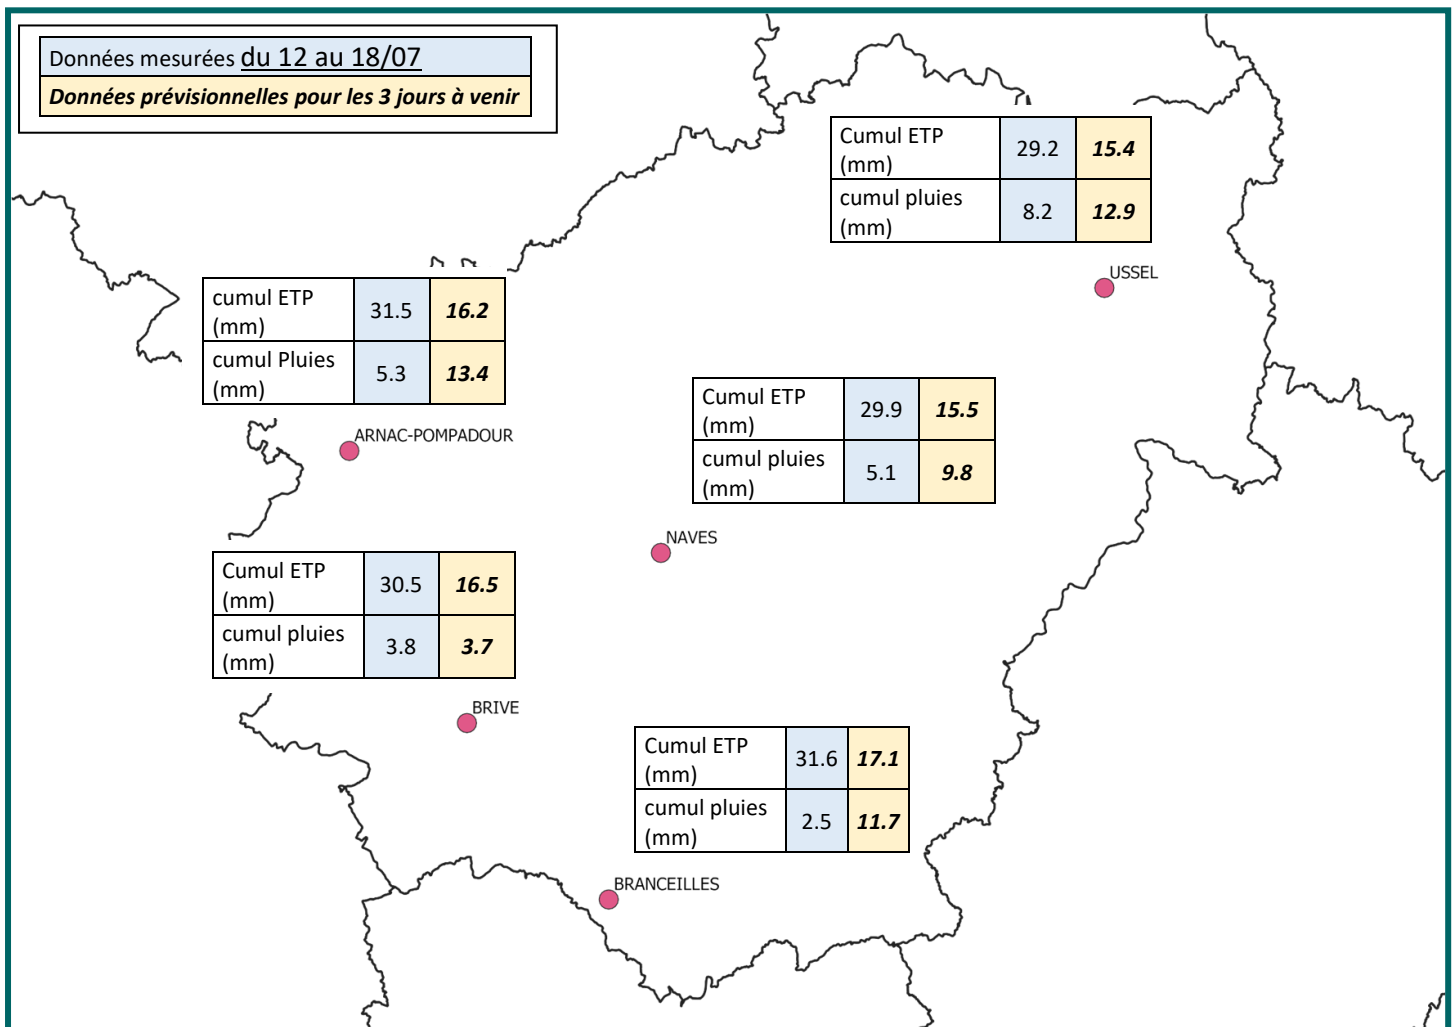 Données mesurées du 12 au 18/07
Données prévisionnelles pour les 3 jours à venir
Cumul ETP
(mm)
29.2
15.4
cumul pluies
(mm)
8.2
12.9
USSEL
cumul ETP
(mm)
31.5
16.2
cumul Pluies
(mm)
5.3
13.4
ARNAC-POMPADOUR
Cumul ETP
(mm)
29.9
15.5
cumul pluies
(mm)
5.1
9.8
NAVES
Cumul ETP
(mm)
30.5
16.5
cumul pluies
(mm)
3.8
3.7
BRIVE
Cumul ETP
(mm)
31.6
17.1
cumul pluies
(mm)
2.5
11.7
BRANCEILLES